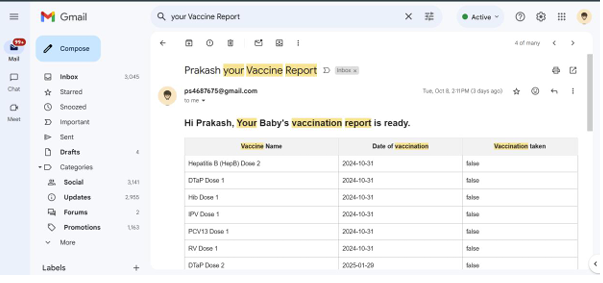 Gmail
your Vaccine Report
Active
99+
Mail
Chat
Meet
Compose
Inbox 3,045
Starred
Snoozed
Important
Sent
Drafts 4
Categories
Social 3,141
Updates 2,955
Forums 2
Promotions 1,163
More
Labels
4 of many
Prakash your Vaccine Report
Inbox x
ps4687675@gmail.com
to me
Tue, Oct 8, 2:11 PM (3 days ago)
Hi Prakash, Your Baby's vaccination report is ready.
Vaccine Name Date of vaccination Vaccination taken
Hepatitis B (HepB) Dose 2 2024-10-31 false
DTaP Dose 1 2024-10-31 false
Hib Dose 1 2024-10-31 false
IPV Dose 1 2024-10-31 false
PCV13 Dose 1 2024-10-31 false
RV Dose 1 2024-10-31 false
DTaP Dose 2 2025-01-29 false